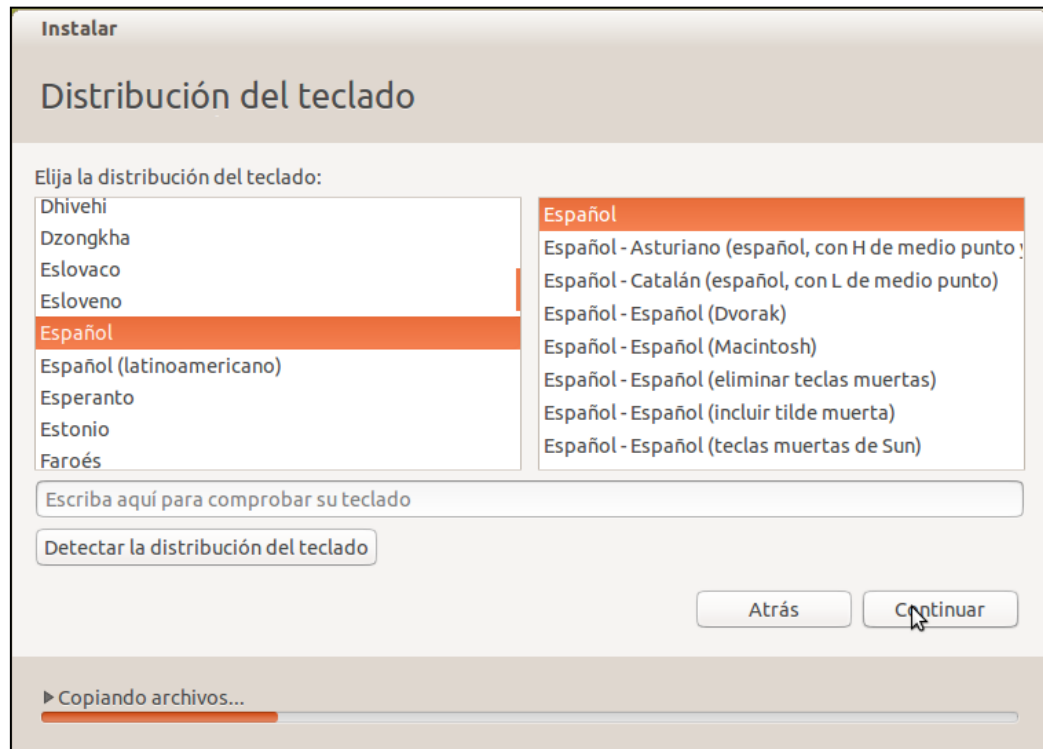 Instalar
Distribución del teclado
Elija la distribución del teclado:
Dhivehi
Dzongkha
Eslovaco
Esloveno
Español
Español (latinoamericano)
Esperanto
Estonio
Faroés
Español
Español - Asturiano (español, con H de medio punto y
Español - Catalán (español, con L de medio punto)
Español - Español (Dvorak)
Español - Español (Macintosh)
Español - Español (eliminar teclas muertas)
Español - Español (incluir tilde muerta)
Español - Español (teclas muertas de Sun)
Escriba aquí para comprobar su teclado
Detectar la distribución del teclado
Atrás
Continuar
Copiando archivos...